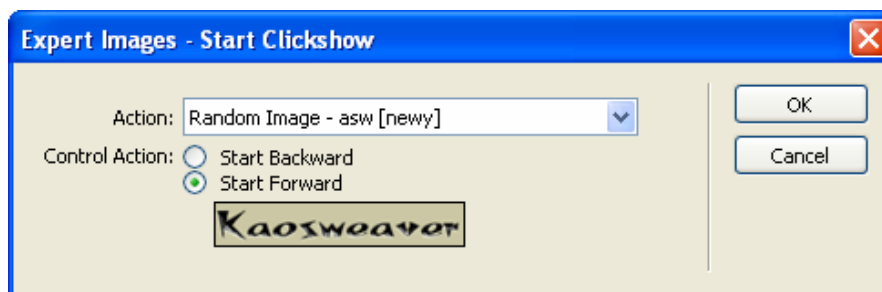 Expert Images - Start Clickshow
Action: Random Image - asw [newy]
Control Action: Start Backward
Start Forward
Kaosweaver
OK
Cancel